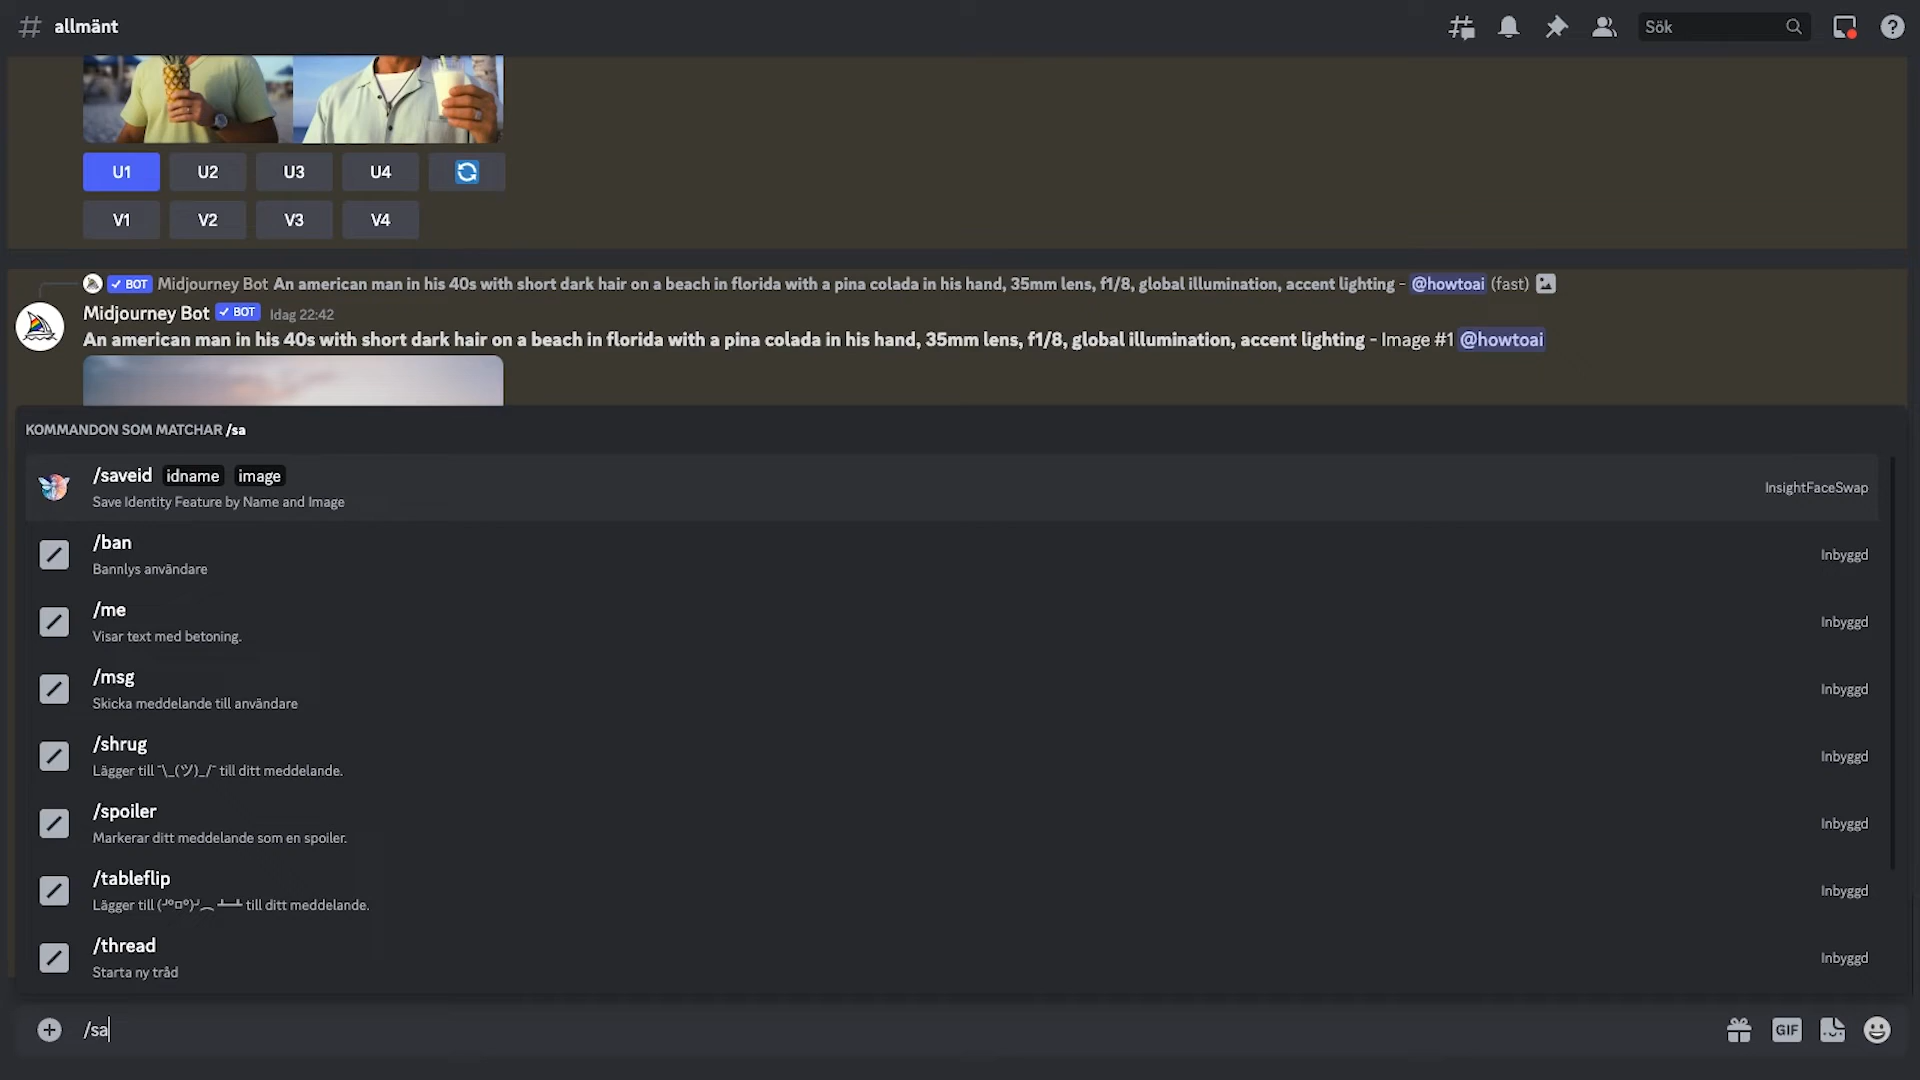 allmänt
Sök
U1 U2 U3 U4
V1 V2 V3 V4
BOT Midjourney Bot An american man in his 40s with short dark hair on a beach in florida with a pina colada in his hand, 35mm lens, f1/8, global illumination, accent lighting - @howtoai (fast)
Midjourney Bot BOT Idag 22:42
An american man in his 40s with short dark hair on a beach in florida with a pina colada in his hand, 35mm lens, f1/8, global illumination, accent lighting - Image #1 @howtoai
KOMMANDON SOM MATCHAR /sa
/saveid idname image
Save Identity Feature by Name and Image
InsightFaceSwap
/ban
Bannlys användare
Inbyggd
/me
Visar text med betoning.
Inbyggd
/msg
Skicka meddelande till användare
Inbyggd
/shrug
Lägger till ¯\_(ツ)_/¯ till ditt meddelande.
Inbyggd
/spoiler
Markerar ditt meddelande som en spoiler.
Inbyggd
/tableflip
Lägger till (╯°□°)╯︵ ┻━┻ till ditt meddelande.
Inbyggd
/thread
Starta ny tråd
Inbyggd
/sa
GIF